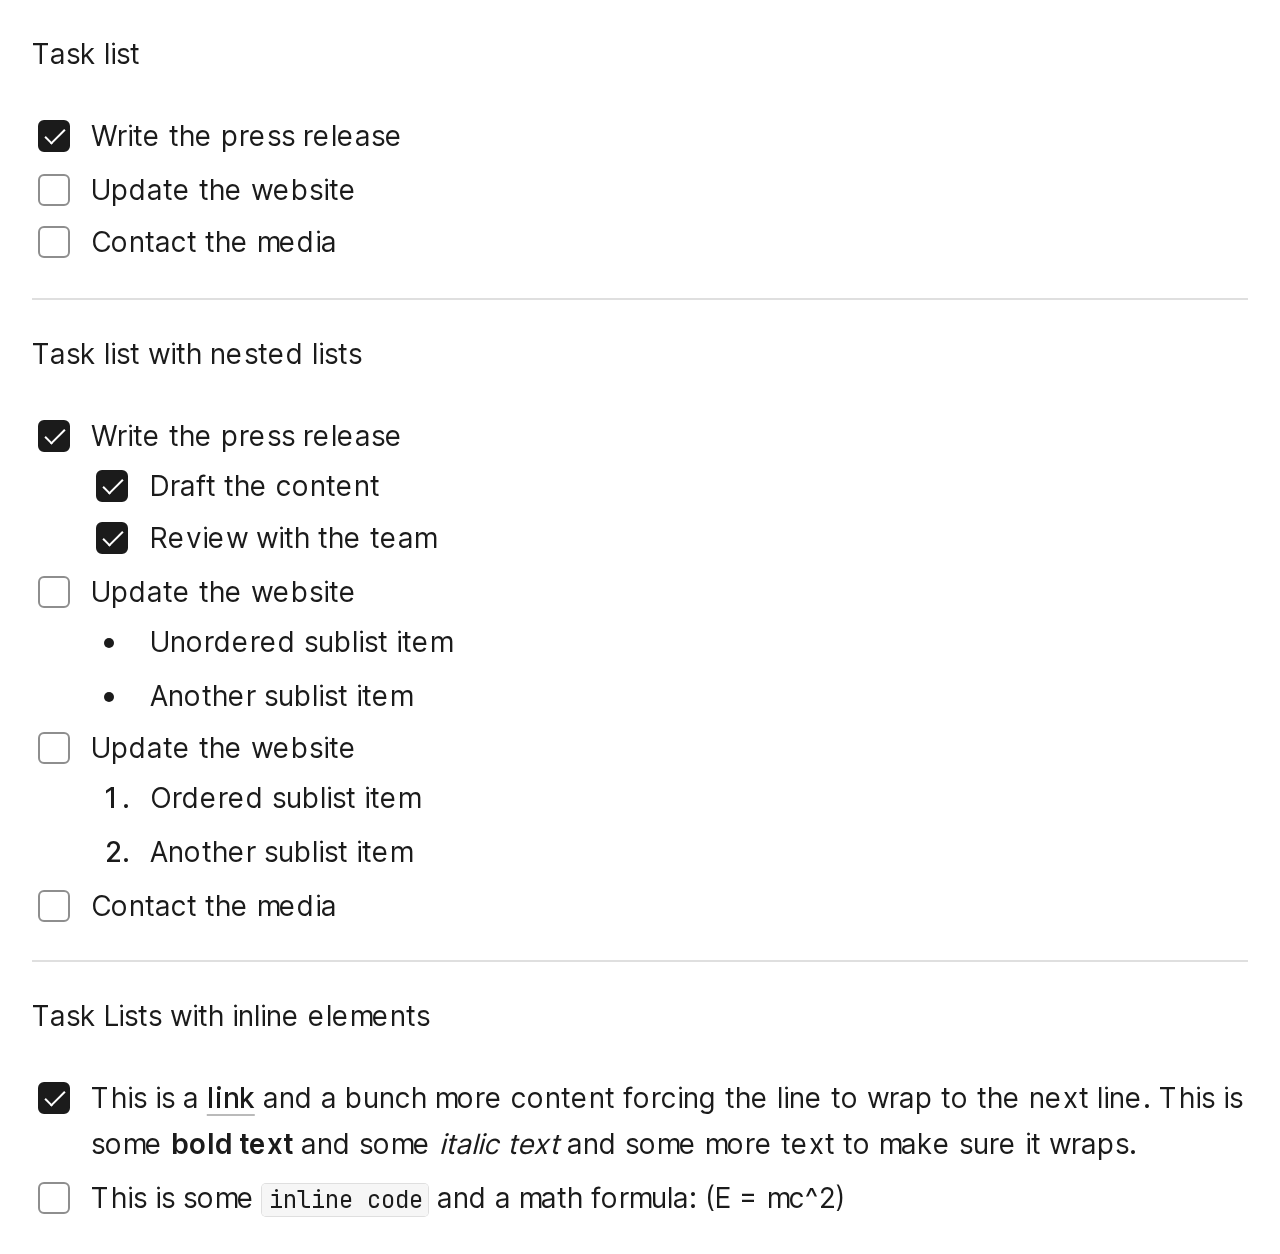 Task list
Write the press release
Update the website
Contact the media
Task list with nested lists
Write the press release
Draft the content
Review with the team
Update the website
• Unordered sublist item
• Another sublist item
Update the website
1. Ordered sublist item
2. Another sublist item
Contact the media
Task Lists with inline elements
This is a link and a bunch more content forcing the line to wrap to the next line. This is
some bold text and some italic text and some more text to make sure it wraps.
This is some inline code and a math formula: (E = mc^2)